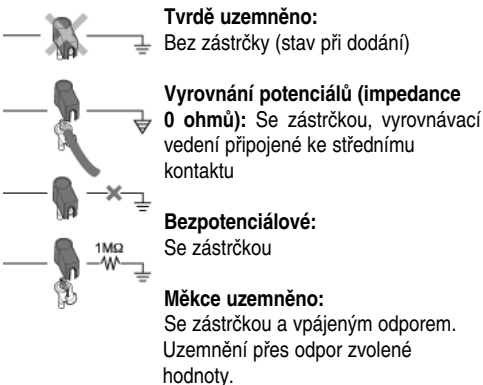 Tvrdě uzemněno:
Bez zástrčky (stav při dodání)
Vyrovnání potenciálů (impedance
0 ohmů): Se zástrčkou, vyrovnávací
vedení připojené ke střednímu
kontaktu
Bezpotenciálové:
Se zástrčkou
1MΩ
Měkce uzemněno:
Se zástrčkou a vpájeným odporem.
Uzemnění přes odpor zvolené
hodnoty.